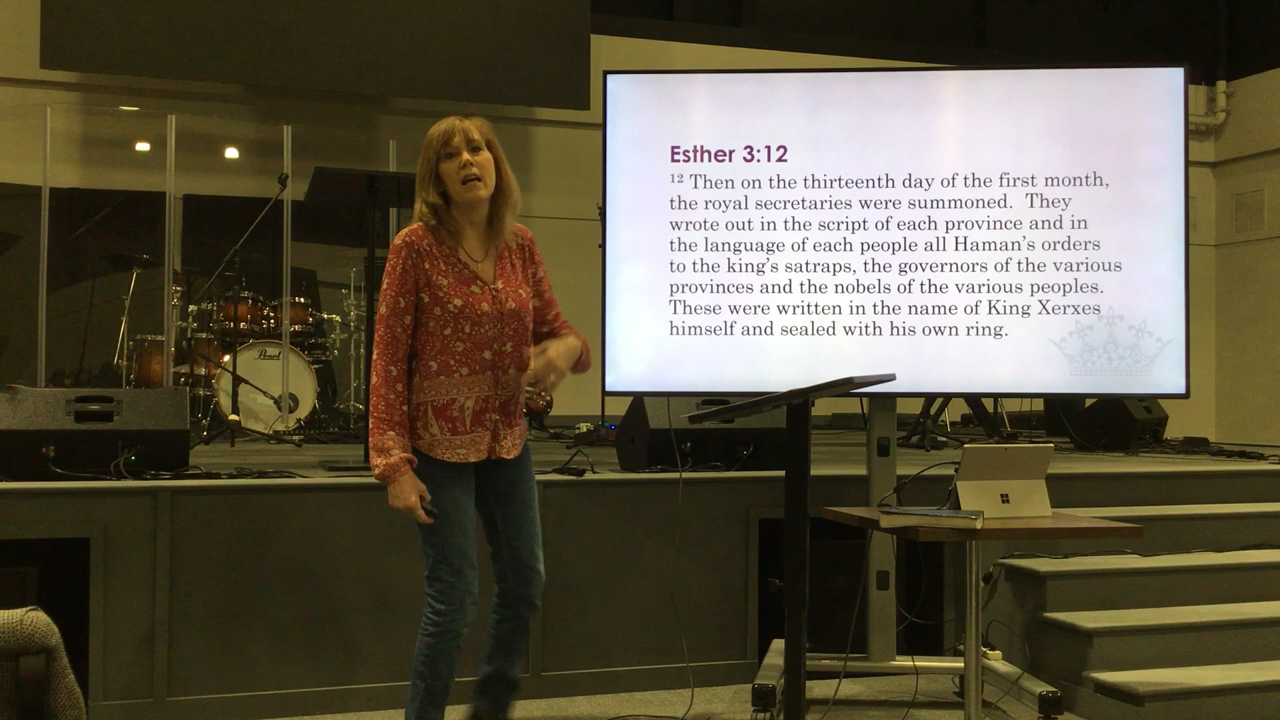 Esther 3:12
12 Then on the thirteenth day of the first month,
the royal secretaries were summoned.  They
wrote out in the script of each province and in
the language of each people all Haman's orders
to the king's satraps, the governors of the various
provinces and the nobels of the various peoples.
These were written in the name of King Xerxes
himself and sealed with his own ring.
Pearl